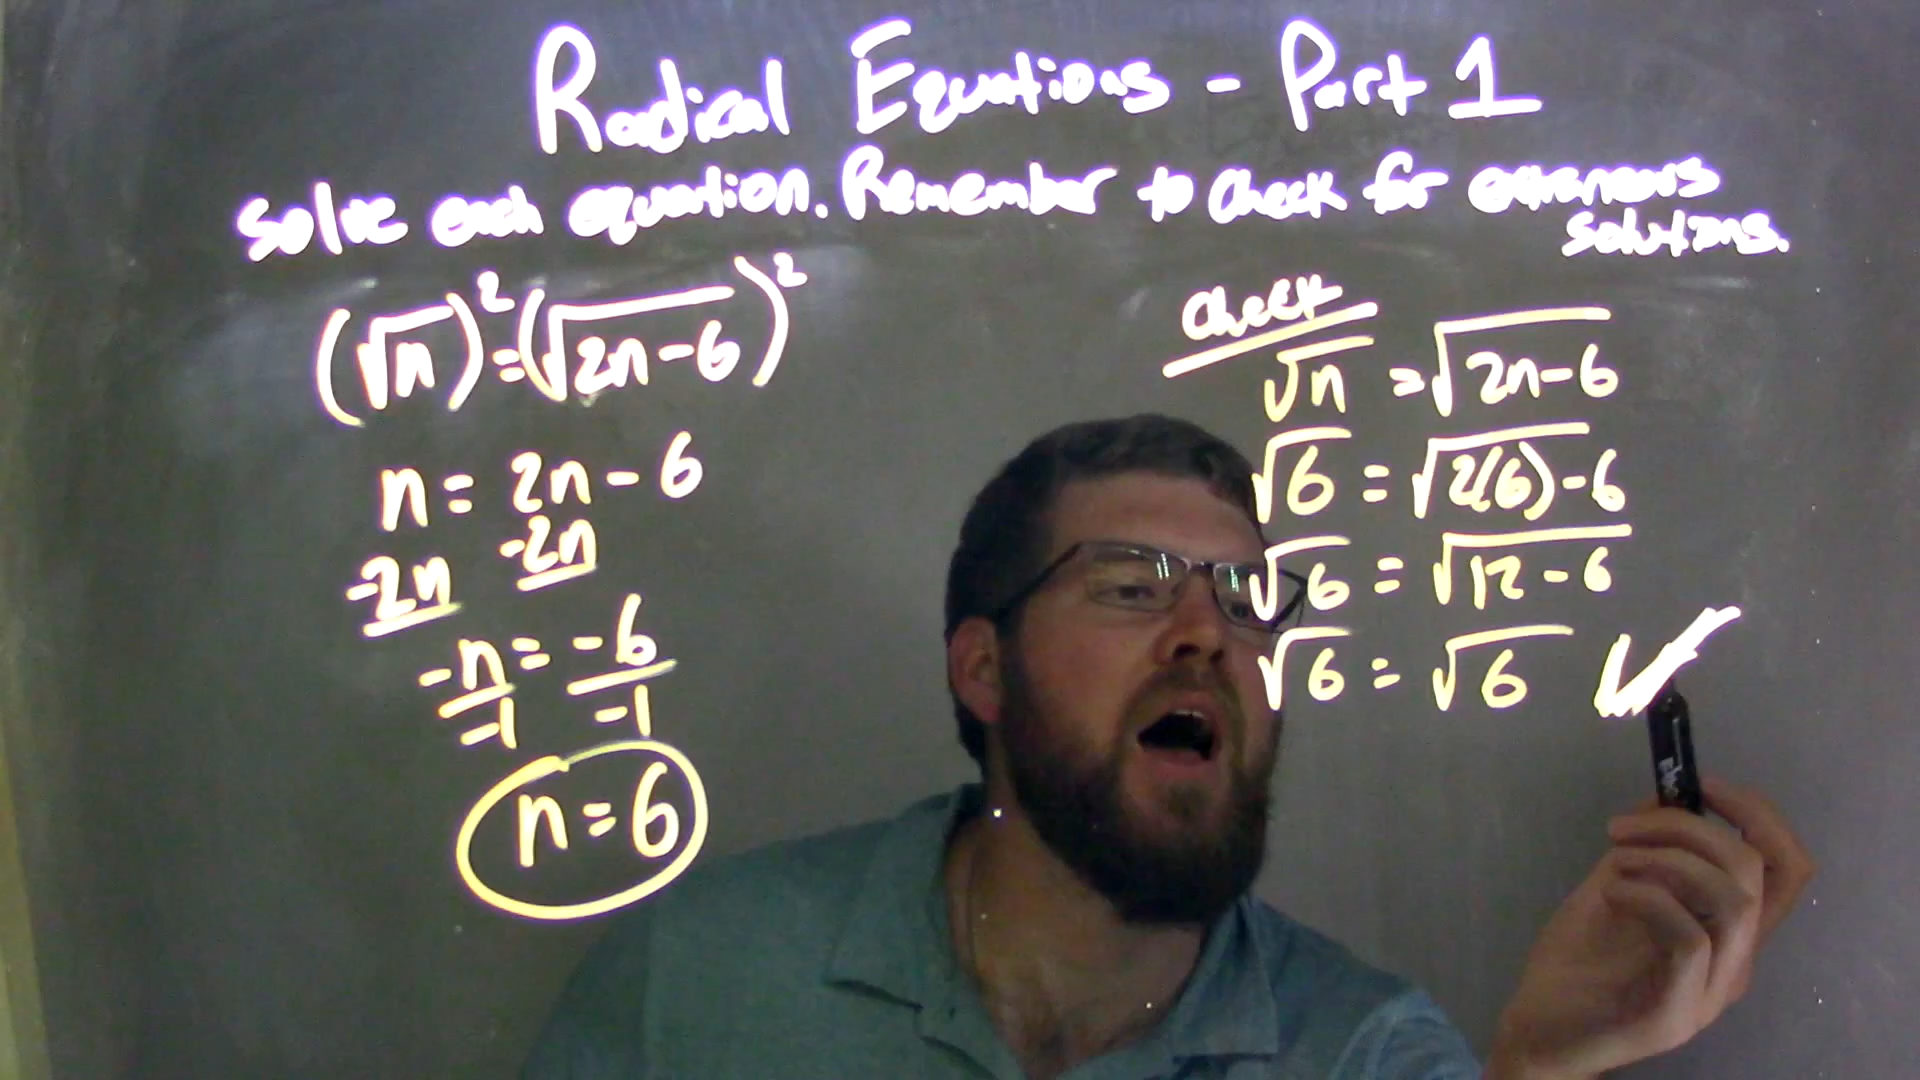 Radical Equations - Part 1
Solve each equation. Remember to check for extraneous
solutions.
(√n)² = (√2n-6)²
n = 2n - 6
-2n -2n
-n = -6
-1 -1
n = 6
Check
√n = √2n-6
√6 = √2(6)-6
√6 = √12-6
√6 = √6 ✓